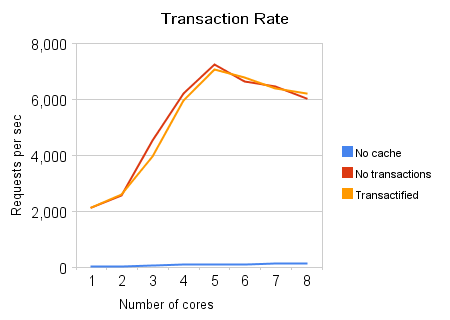 Transaction Rate
8,000
6,000
4,000
2,000
0
Requests per sec
1 2 3 4 5 6 7 8
Number of cores
No cache
No transactions
Transactified